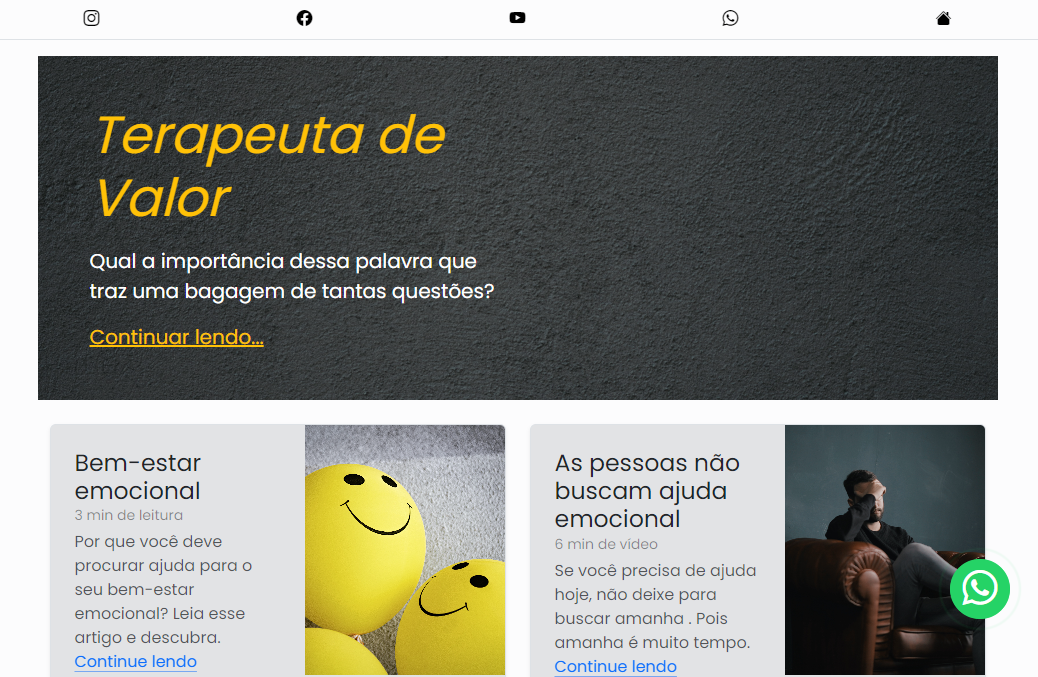 Terapeuta de
Valor
Qual a importância dessa palavra que
traz uma bagagem de tantas questões?
Continuar lendo...
Bem-estar
emocional
3 min de leitura
Por que você deve
procurar ajuda para o
seu bem-estar
emocional? Leia esse
artigo e descubra.
Continue lendo
As pessoas não
buscam ajuda
emocional
6 min de vídeo
Se você precisa de ajuda
hoje, não deixe para
buscar amanha . Pois
amanha é muito tempo.
Continue lendo